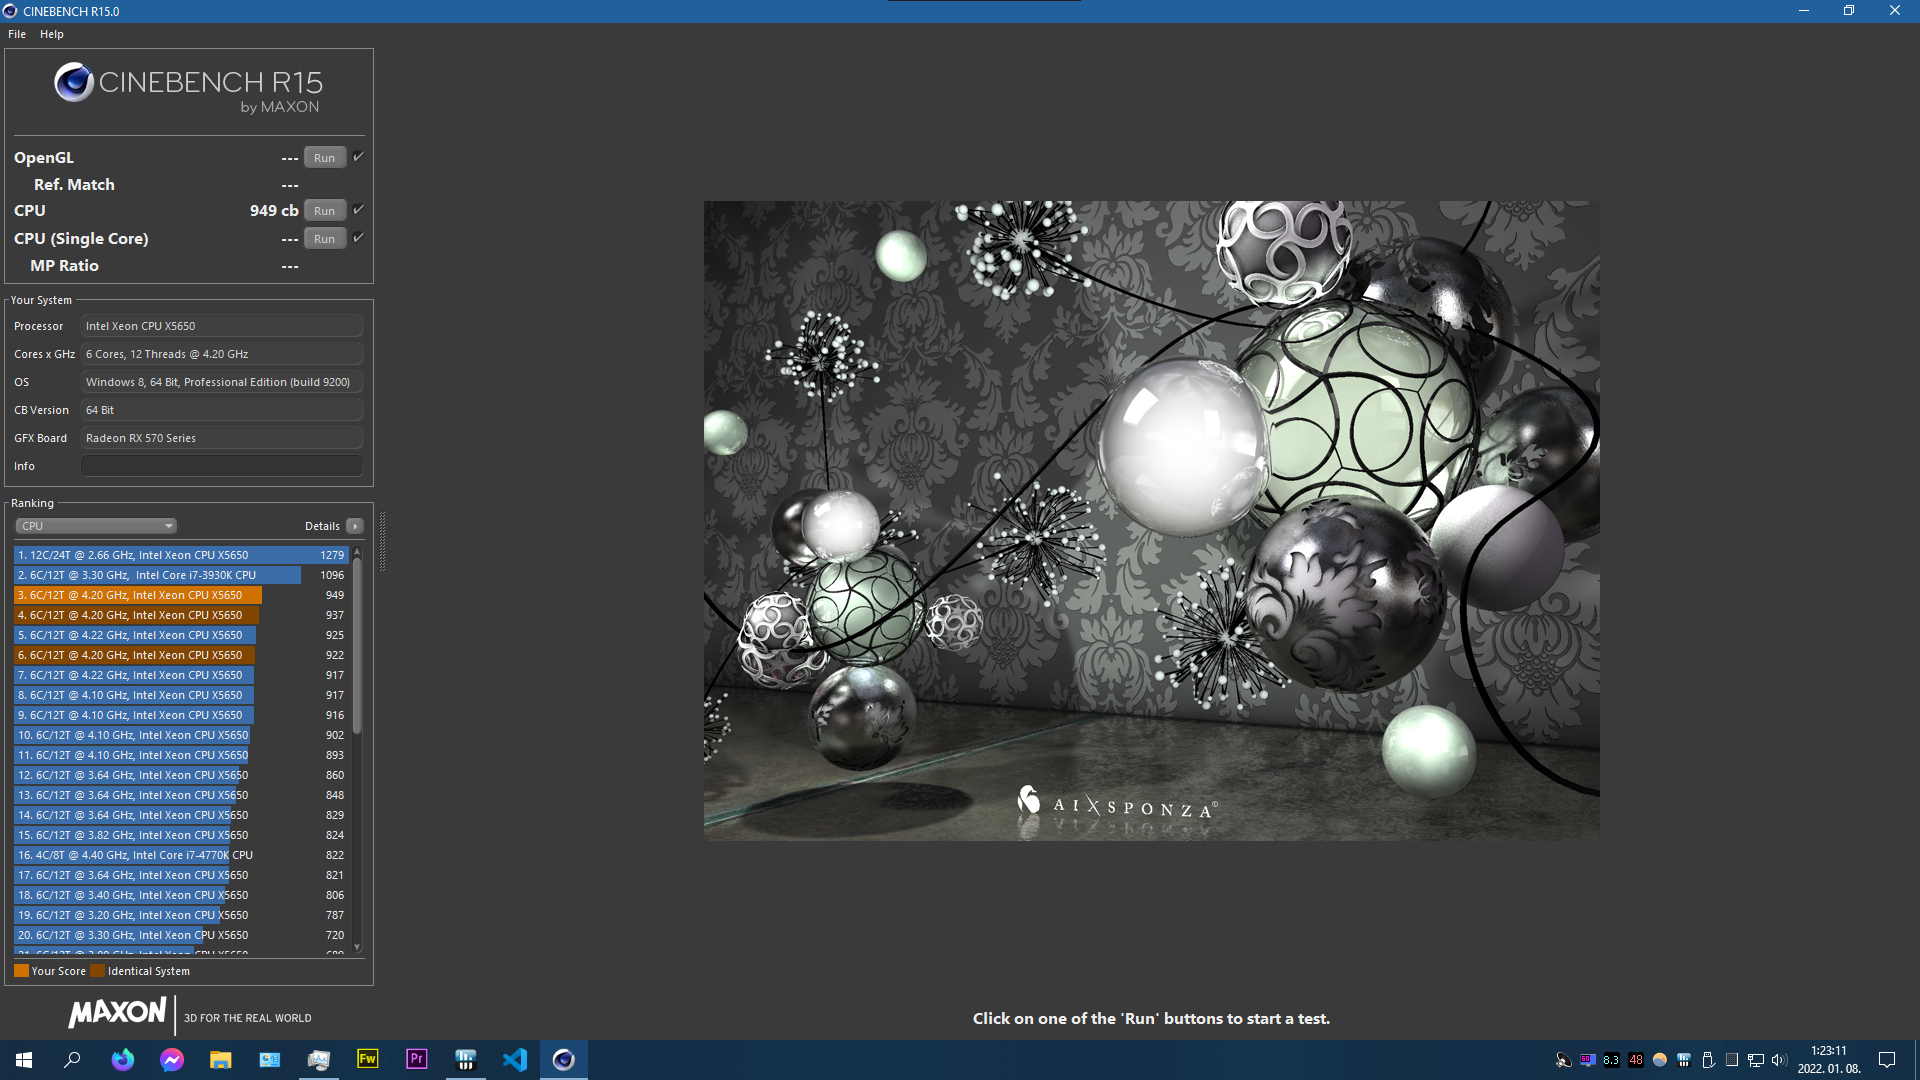 CINEBENCH R15.0
File Help
CINEBENCH R15
by MAXON
OpenGL --- Run
Ref. Match ---
CPU 949 cb Run
CPU (Single Core) --- Run
MP Ratio ---
Your System
Processor Intel Xeon CPU X5650
Cores x GHz 6 Cores, 12 Threads @ 4.20 GHz
OS Windows 8, 64 Bit, Professional Edition (build 9200)
CB Version 64 Bit
GFX Board Radeon RX 570 Series
Info
Ranking
CPU Details
1. 12C/24T @ 2.66 GHz, Intel Xeon CPU X5650 1279
2. 6C/12T @ 3.30 GHz, Intel Core i7-3930K CPU 1096
3. 6C/12T @ 4.20 GHz, Intel Xeon CPU X5650 949
4. 6C/12T @ 4.20 GHz, Intel Xeon CPU X5650 937
5. 6C/12T @ 4.22 GHz, Intel Xeon CPU X5650 925
6. 6C/12T @ 4.20 GHz, Intel Xeon CPU X5650 922
7. 6C/12T @ 4.22 GHz, Intel Xeon CPU X5650 917
8. 6C/12T @ 4.10 GHz, Intel Xeon CPU X5650 917
9. 6C/12T @ 4.10 GHz, Intel Xeon CPU X5650 916
10. 6C/12T @ 4.10 GHz, Intel Xeon CPU X5650 902
11. 6C/12T @ 4.10 GHz, Intel Xeon CPU X5650 893
12. 6C/12T @ 3.64 GHz, Intel Xeon CPU X5650 860
13. 6C/12T @ 3.64 GHz, Intel Xeon CPU X5650 848
14. 6C/12T @ 3.64 GHz, Intel Xeon CPU X5650 829
15. 6C/12T @ 3.82 GHz, Intel Xeon CPU X5650 824
16. 4C/8T @ 4.40 GHz, Intel Core i7-4770K CPU 822
17. 6C/12T @ 3.64 GHz, Intel Xeon CPU X5650 821
18. 6C/12T @ 3.40 GHz, Intel Xeon CPU X5650 806
19. 6C/12T @ 3.20 GHz, Intel Xeon CPU X5650 787
20. 6C/12T @ 3.30 GHz, Intel Xeon CPU X5650 720
Your Score Identical System
MAXON 3D FOR THE REAL WORLD
AIXSPONZA®
Click on one of the 'Run' buttons to start a test.
Fw Pr
8.3 48
1:23:11
2022. 01. 08.